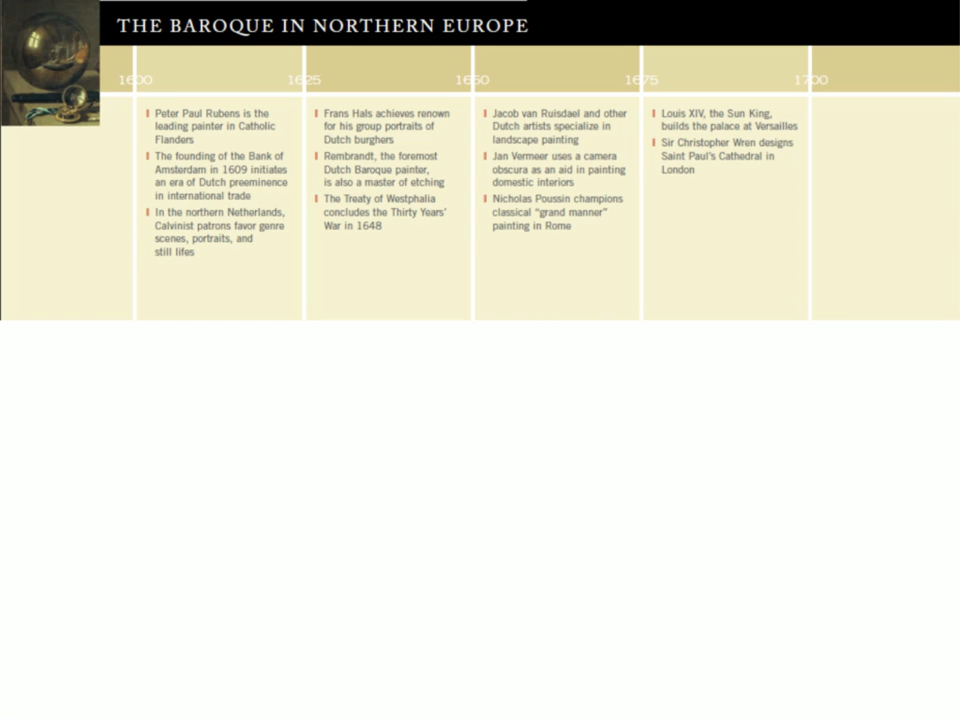 THE BAROQUE IN NORTHERN EUROPE
1600
1625
1650
1675
1700
Peter Paul Rubens is the
leading painter in Catholic
Flanders
The founding of the Bank of
Amsterdam in 1609 initiates
an era of Dutch preeminence
in international trade
In the northern Netherlands,
Calvinist patrons favor genre
scenes, portraits, and
still lifes
Frans Hals achieves renown
for his group portraits of
Dutch burghers
Rembrandt, the foremost
Dutch Baroque painter,
is also a master of etching
The Treaty of Westphalia
concludes the Thirty Years'
War in 1648
Jacob van Ruisdael and other
Dutch artists specialize in
landscape painting
Jan Vermeer uses a camera
obscura as an aid in painting
domestic interiors
Nicholas Poussin champions
classical "grand manner"
painting in Rome
Louis XIV, the Sun King,
builds the palace at Versailles
Sir Christopher Wren designs
Saint Paul's Cathedral in
London